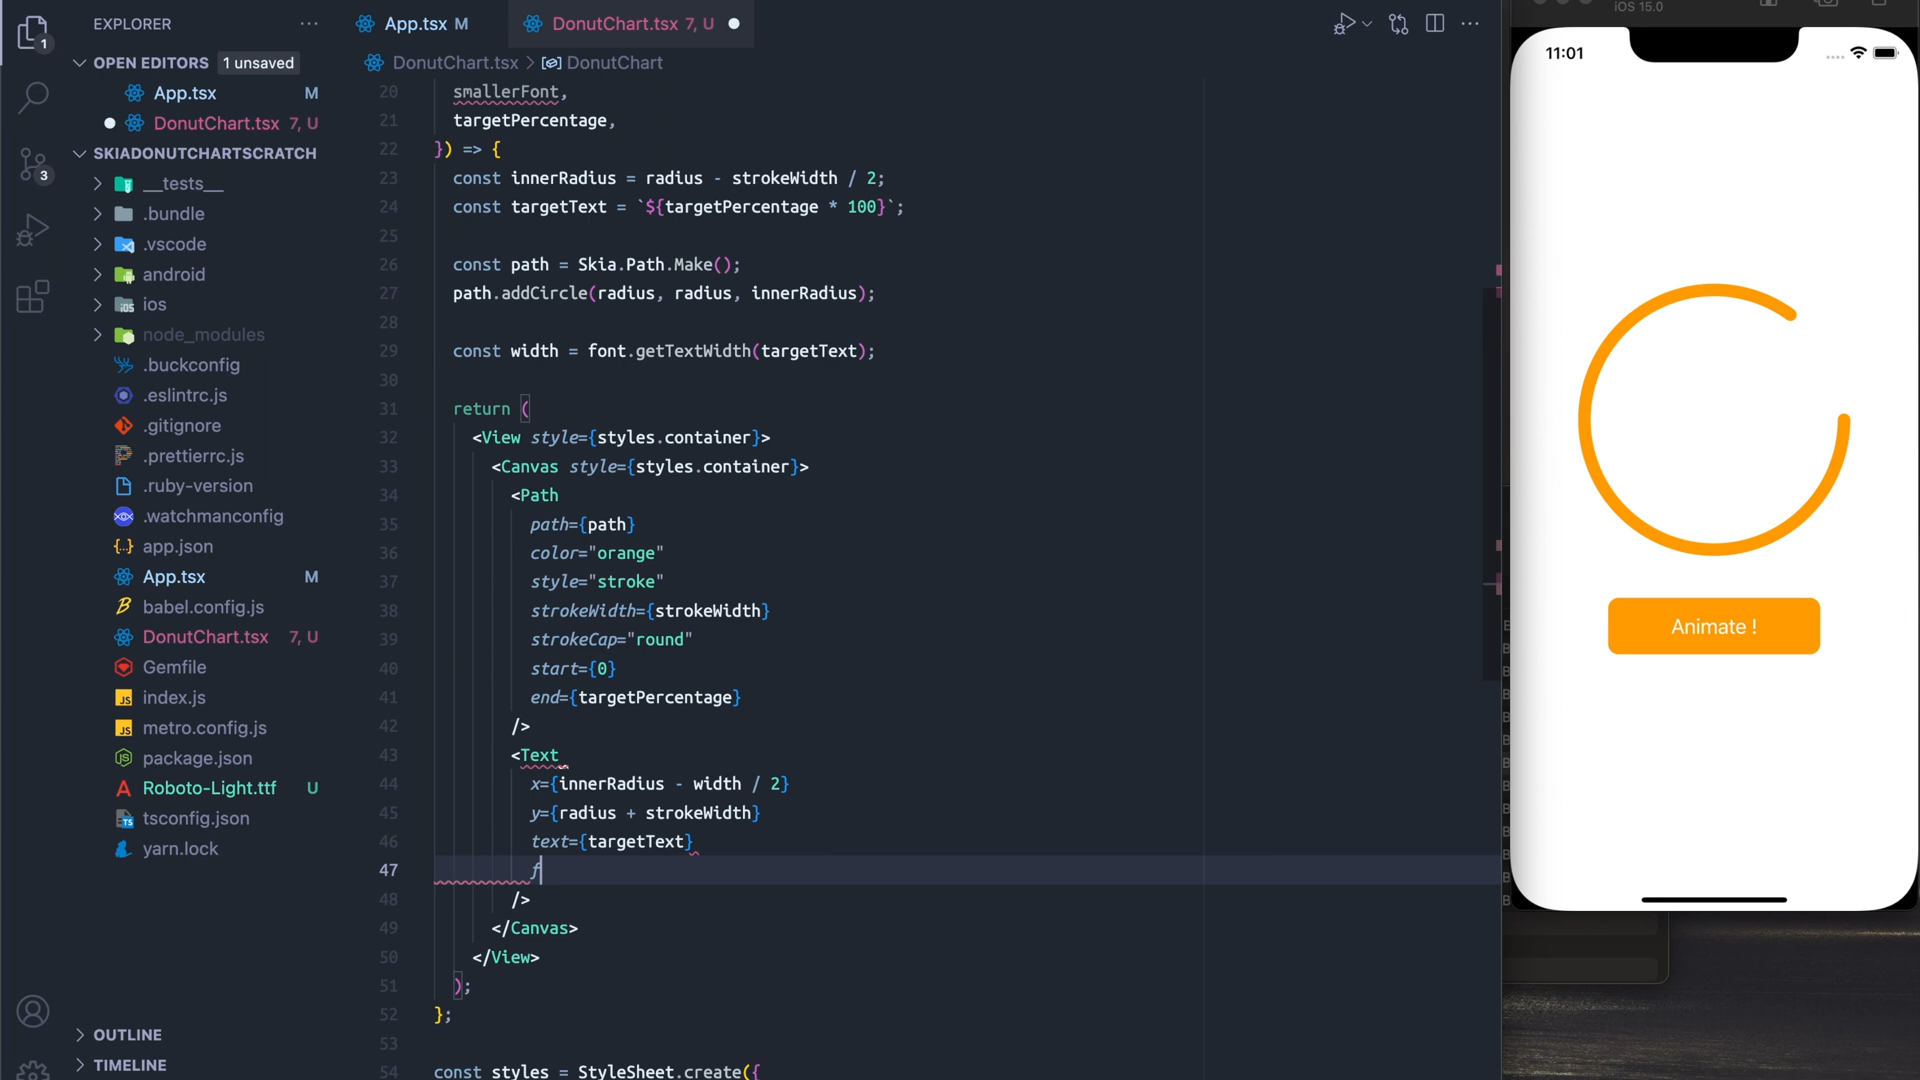 EXPLORER
OPEN EDITORS 1 unsaved
App.tsx M
DonutChart.tsx 7, U
SKIADONUTCHARTSCRATCH
__tests__
.bundle
.vscode
android
ios
node_modules
.buckconfig
.eslintrc.js
.gitignore
.prettierrc.js
.ruby-version
.watchmanconfig
app.json
App.tsx M
babel.config.js
DonutChart.tsx 7, U
Gemfile
index.js
metro.config.js
package.json
Roboto-Light.ttf U
tsconfig.json
yarn.lock
OUTLINE
TIMELINE
1
3
App.tsx M
DonutChart.tsx 7, U
DonutChart.tsx > DonutChart
20 smallerFont,
21 targetPercentage,
22 }) => {
23 const innerRadius = radius - strokeWidth / 2;
24 const targetText = `${targetPercentage * 100}`;
25
26 const path = Skia.Path.Make();
27 path.addCircle(radius, radius, innerRadius);
28
29 const width = font.getTextWidth(targetText);
30
31 return (
32 <View style={styles.container}>
33 <Canvas style={styles.container}>
34 <Path
35 path={path}
36 color="orange"
37 style="stroke"
38 strokeWidth={strokeWidth}
39 strokeCap="round"
40 start={0}
41 end={targetPercentage}
42 />
43 <Text
44 x={innerRadius - width / 2}
45 y={radius + strokeWidth}
46 text={targetText}
47 f
48 />
49 </Canvas>
50 </View>
51 );
52 };
53
54 const styles = StyleSheet.create({
iOS 15.0
11:01
Animate !